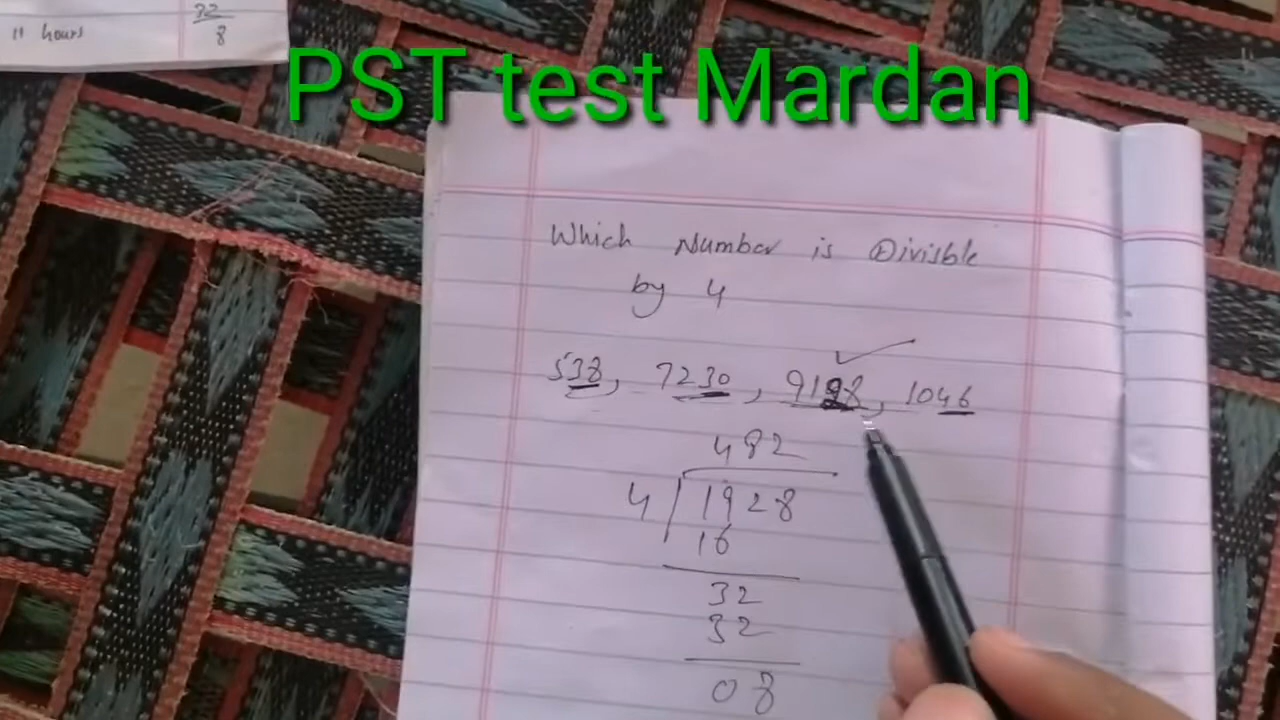 11 hours
32
8
PST test Mardan
Which Number is Divisble
by 4
538, 7230, 9128, 1046
482
4 1928
16
32
32
08